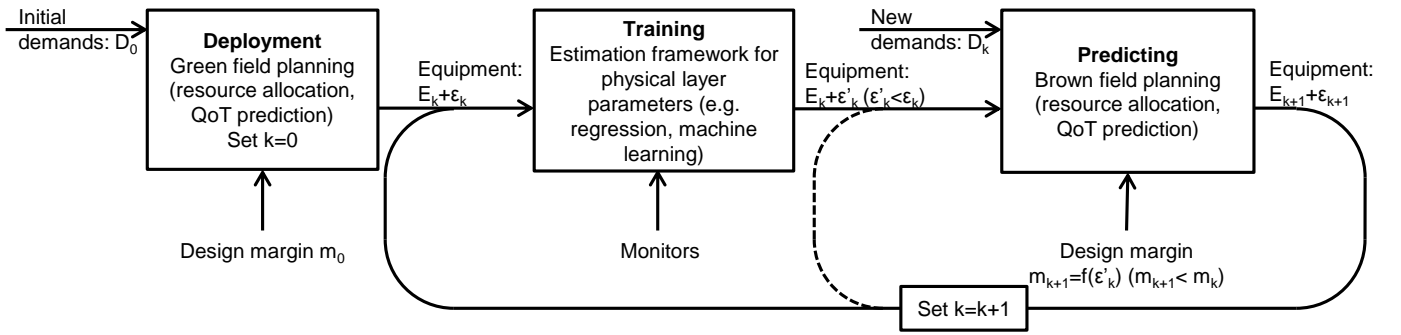 Initial
demands: D₀
Deployment
Green field planning
(resource allocation,
QoT prediction)
Set k=0
Design margin m₀
Equipment:
Eₖ+εₖ
Training
Estimation framework for
physical layer
parameters (e.g.
regression, machine
learning)
Monitors
Equipment:
Eₖ+ε'ₖ (ε'ₖ<εₖ)
New
demands: Dₖ
Predicting
Brown field planning
(resource allocation,
QoT prediction)
Design margin
mₖ₊₁=f(ε'ₖ) (mₖ₊₁< mₖ)
Equipment:
Eₖ₊₁+εₖ₊₁
Set k=k+1